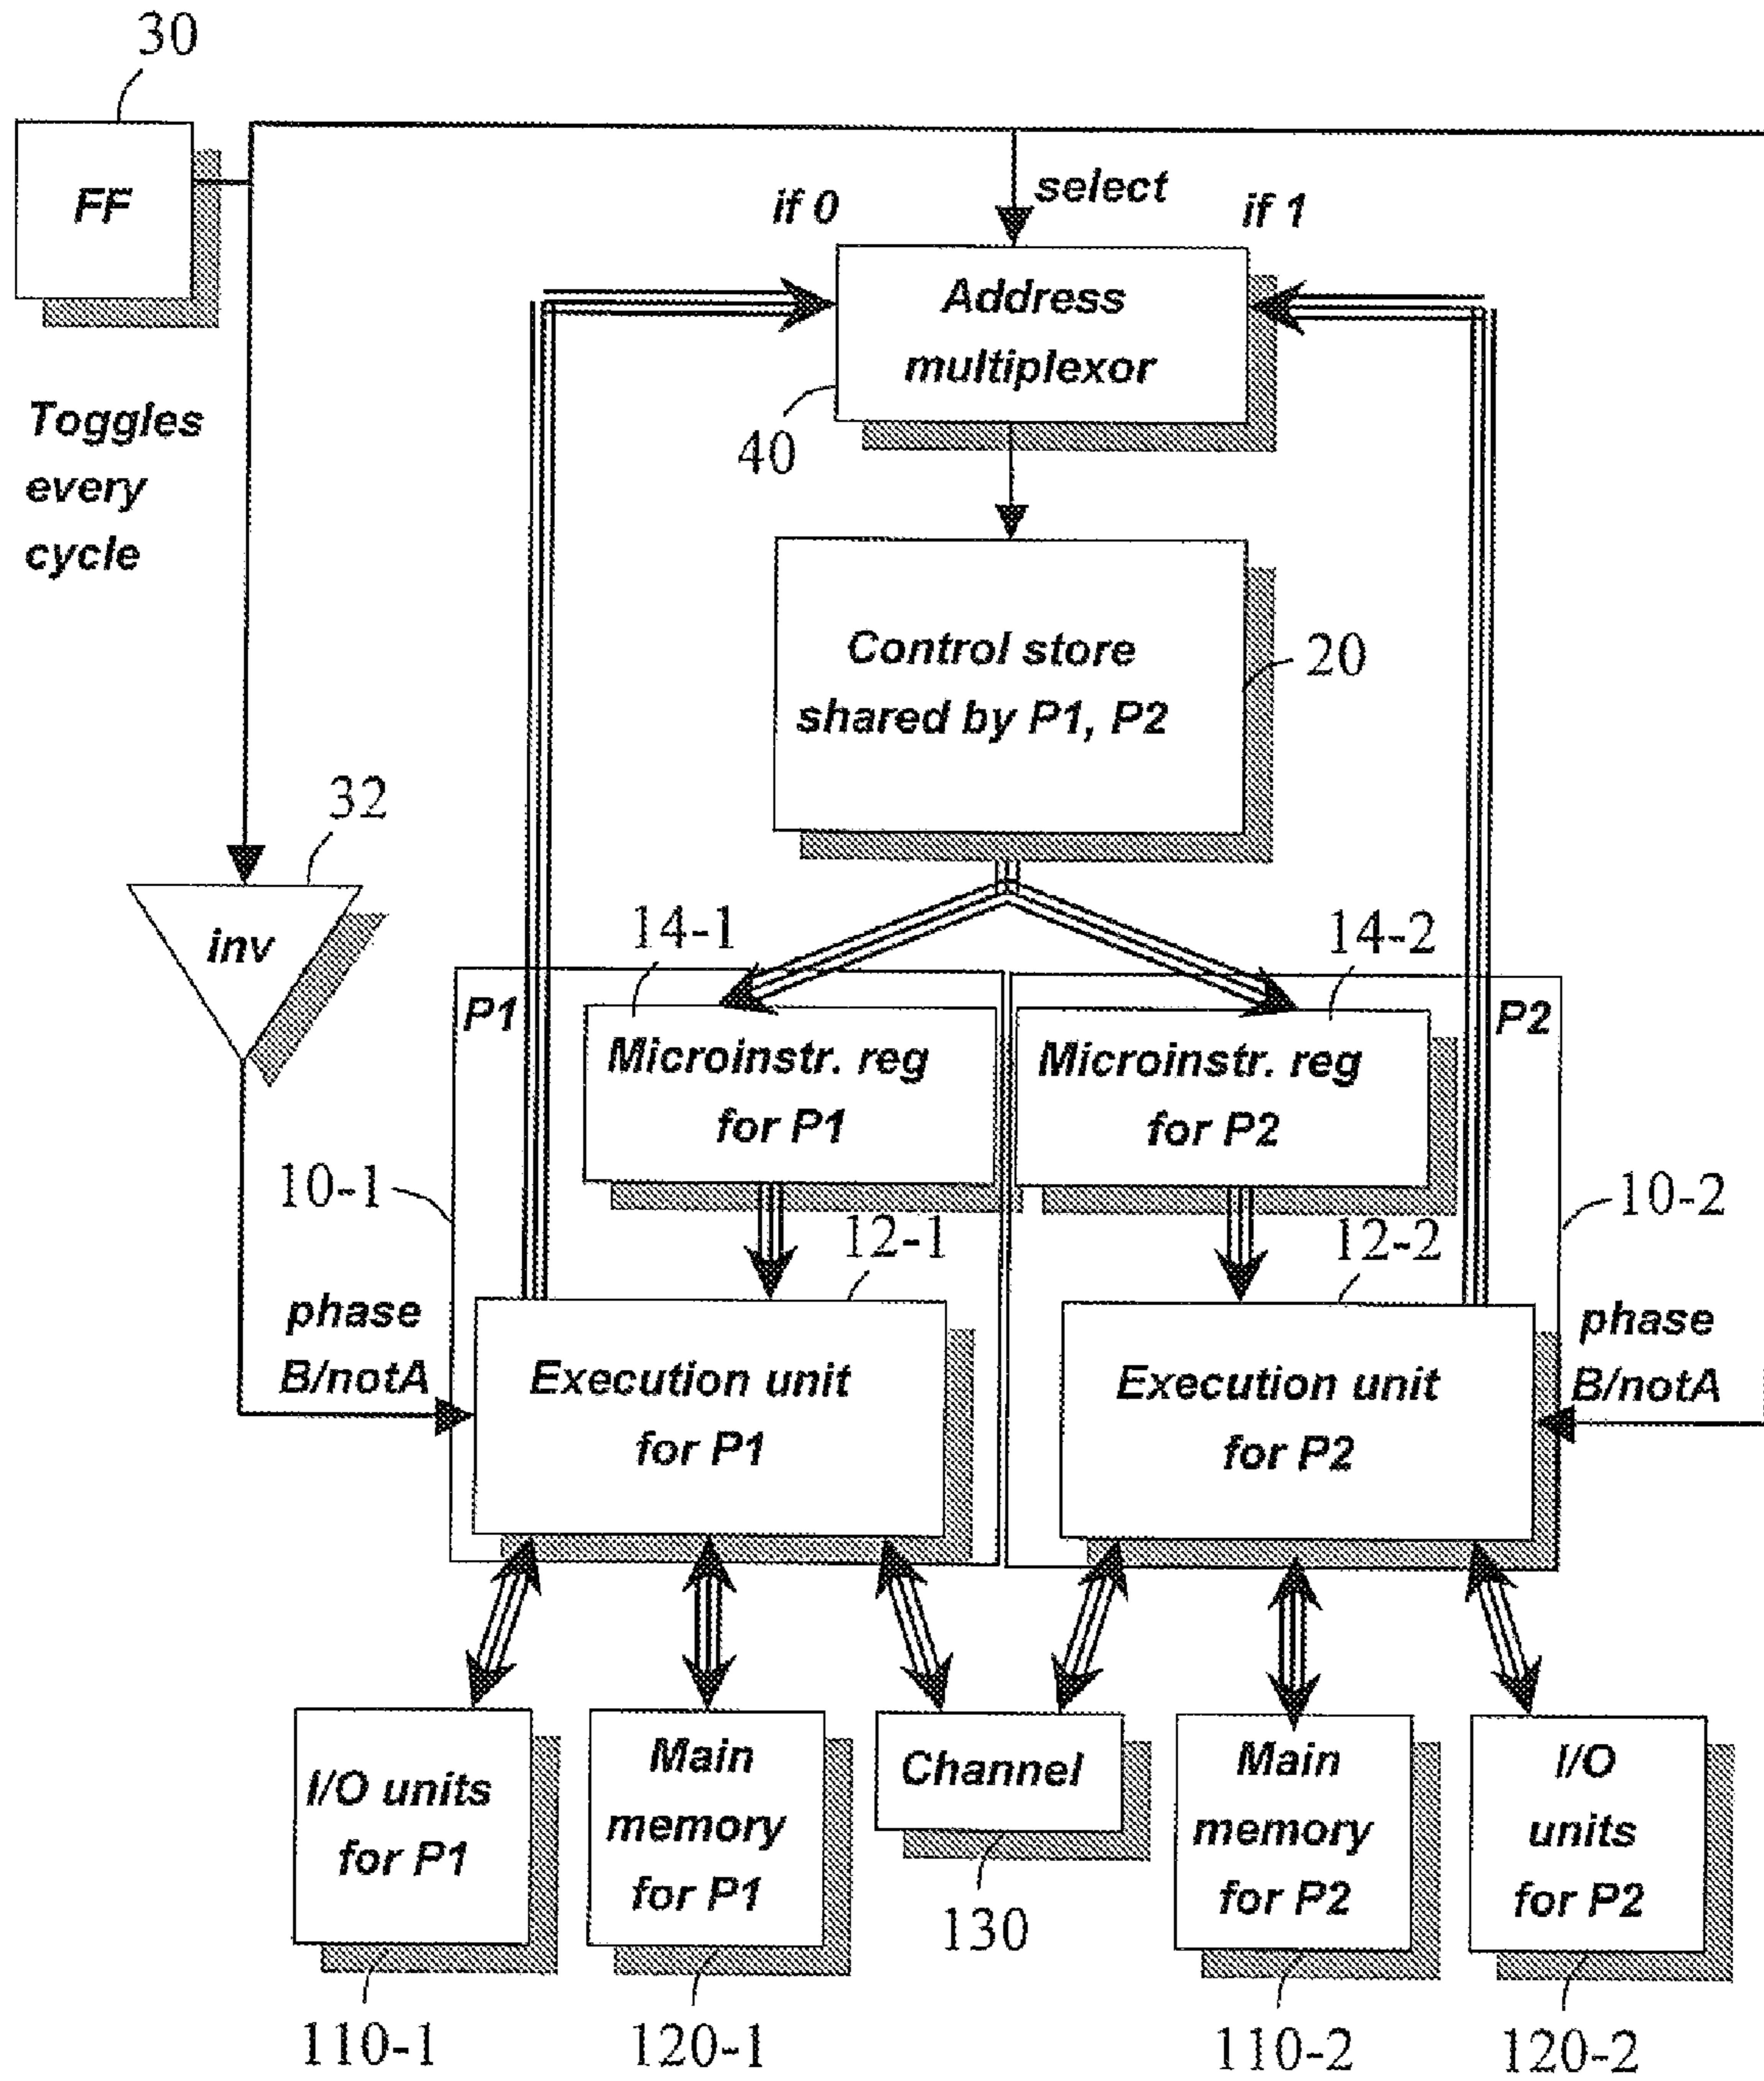 30
FF
if 0
select
if 1
Address
multiplexor
40
Toggles
every
cycle
Control store
shared by P1, P2
20
32
inv
14-1
14-2
P1
P2
Microinstr. reg
for P1
Microinstr. reg
for P2
10-1
10-2
12-1
12-2
phase
B/notA
phase
B/notA
Execution unit
for P1
Execution unit
for P2
I/O units
for P1
Main
memory
for P1
Channel
130
Main
memory
for P2
I/O
units
for P2
110-1
120-1
110-2
120-2